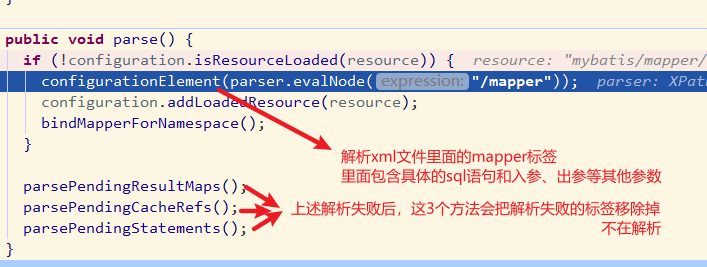 public void parse() {
if (!configuration.isResourceLoaded(resource)) { resource: "mybatis/mapper/
configurationElement(parser.evalNode( expression: "/mapper")); parser: XPat
configuration.addLoadedResource(resource);
bindMapperForNamespace();
}
解析xml文件里面的mapper标签
里面包含具体的sql语句和入参、出参等其他参数
parsePendingResultMaps();
parsePendingCacheRefs();
parsePendingStatements();
上述解析失败后，这3个方法会把解析失败的标签移除掉
不在解析
}